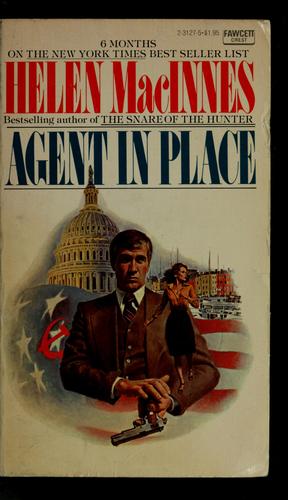 2-3127-5·$1.95
FAWCETT
CREST
6 MONTHS
ON THE NEW YORK TIMES BEST SELLER LIST
HELEN MacINNES
Bestselling author of THE SNARE OF THE HUNTER
AGENT IN PLACE